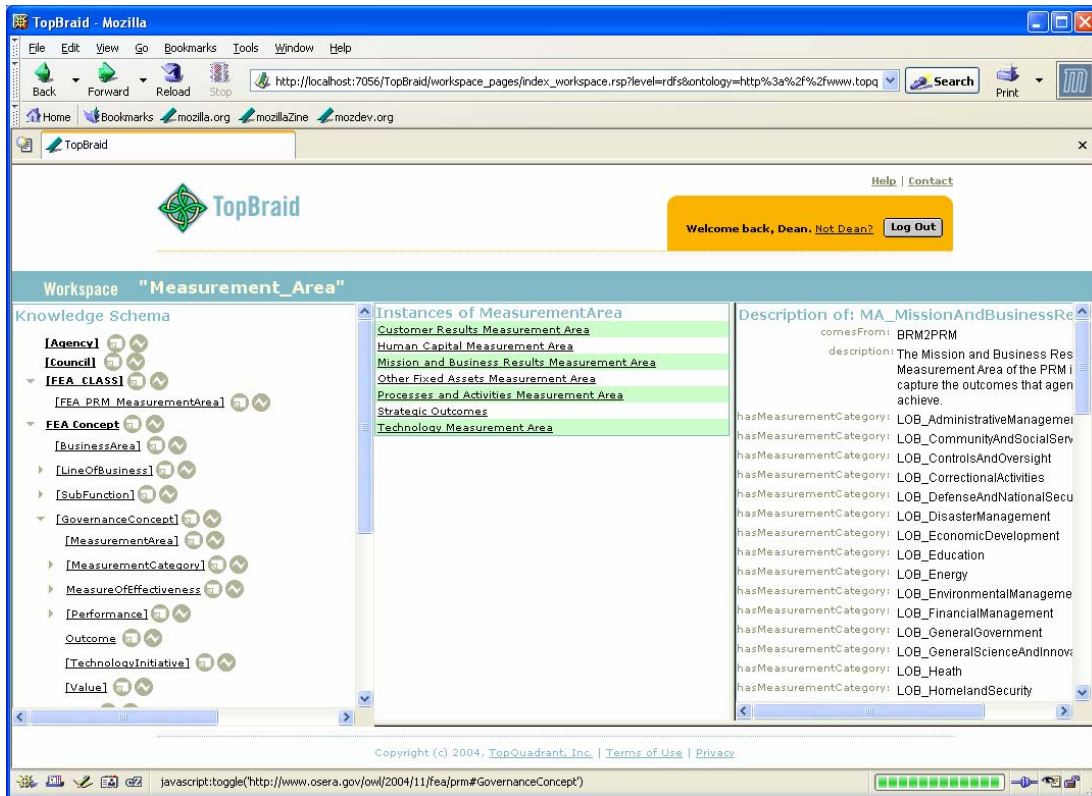 TopBraid - Mozilla
File Edit View Go Bookmarks Tools Window Help
Back Forward Reload Stop http://localhost:7056/TopBraid/workspace_pages/index_workspace.rsp?level=rdfs&ontology=http%3a%2f%2fwww.topq Search Print
Home Bookmarks mozilla.org mozillaZine mozdev.org
TopBraid
Help | Contact
TopBraid
Welcome back, Dean. Not Dean? Log Out
Workspace "Measurement_Area"
Knowledge Schema
[Agency]
[Council]
[FEA CLASS]
[FEA PRM MeasurementArea]
FEA Concept
[BusinessArea]
[LineOfBusiness]
[SubFunction]
[GovernanceConcept]
[MeasurementArea]
[MeasurementCategory]
MeasureOfEffectiveness
[Performance]
Outcome
[TechnologyInitiative]
[Value]
Instances of MeasurementArea
Customer Results Measurement Area
Human Capital Measurement Area
Mission and Business Results Measurement Area
Other Fixed Assets Measurement Area
Processes and Activities Measurement Area
Strategic Outcomes
Technology Measurement Area
Description of: MA_MissionAndBusinessRe
comesFrom: BRM2PRM
description: The Mission and Business Res
Measurement Area of the PRM i
capture the outcomes that agen
achieve.
hasMeasurementCategory: LOB_AdministrativeManagemer
hasMeasurementCategory: LOB_CommunityAndSocialServ
hasMeasurementCategory: LOB_ControlsAndOversight
hasMeasurementCategory: LOB_CorrectionalActivities
hasMeasurementCategory: LOB_DefenseAndNationalSecu
hasMeasurementCategory: LOB_DisasterManagement
hasMeasurementCategory: LOB_EconomicDevelopment
hasMeasurementCategory: LOB_Education
hasMeasurementCategory: LOB_Energy
hasMeasurementCategory: LOB_EnvironmentalManageme
hasMeasurementCategory: LOB_FinancialManagement
hasMeasurementCategory: LOB_GeneralGovernment
hasMeasurementCategory: LOB_GeneralScienceAndInnova
hasMeasurementCategory: LOB_Heath
hasMeasurementCategory: LOB_HomelandSecurity
Copyright (c) 2004, TopQuadrant, Inc. | Terms of Use | Privacy
javascript:toggle('http://www.osera.gov/owl/2004/11/fea/prm#GovernanceConcept')